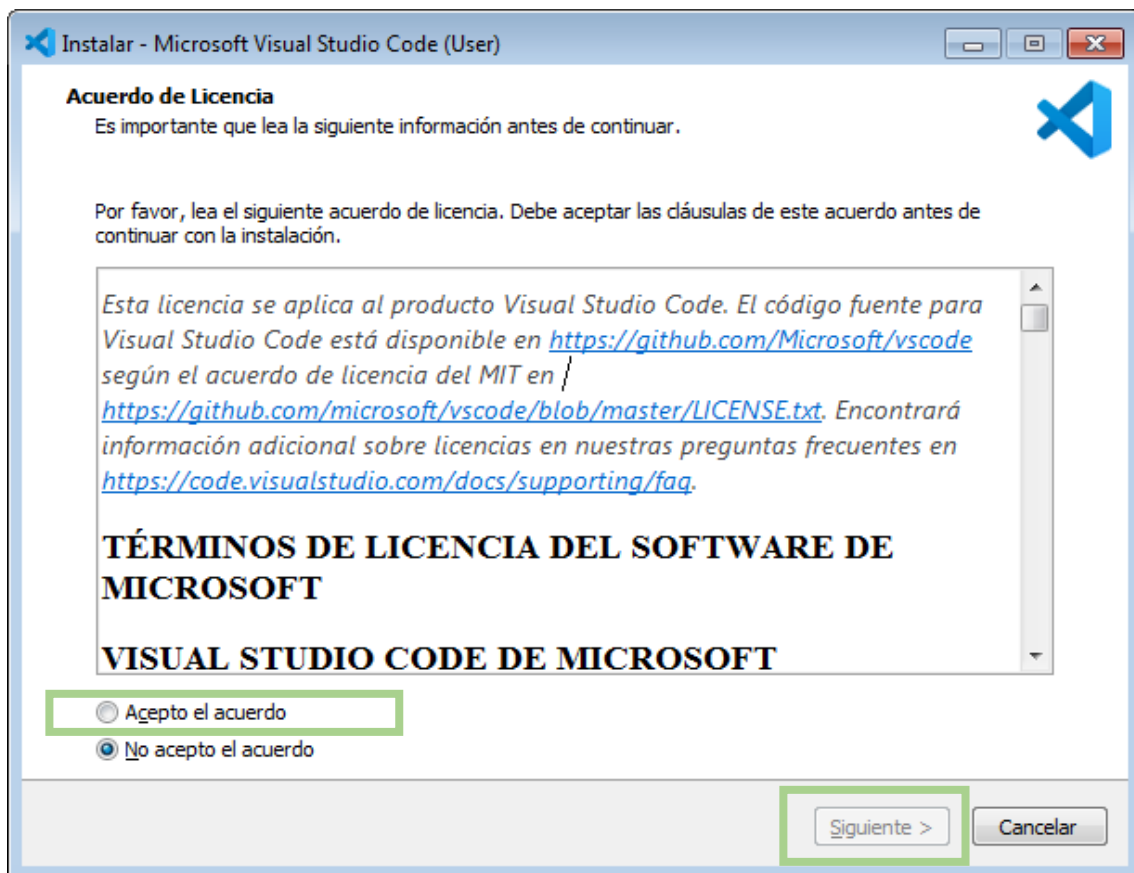 Instalar - Microsoft Visual Studio Code (User)
Acuerdo de Licencia
Es importante que lea la siguiente información antes de continuar.
Por favor, lea el siguiente acuerdo de licencia. Debe aceptar las cláusulas de este acuerdo antes de
continuar con la instalación.
Esta licencia se aplica al producto Visual Studio Code. El código fuente para
Visual Studio Code está disponible en https://github.com/Microsoft/vscode
según el acuerdo de licencia del MIT en
https://github.com/microsoft/vscode/blob/master/LICENSE.txt. Encontrará
información adicional sobre licencias en nuestras preguntas frecuentes en
https://code.visualstudio.com/docs/supporting/faq.
TÉRMINOS DE LICENCIA DEL SOFTWARE DE
MICROSOFT
VISUAL STUDIO CODE DE MICROSOFT
Acepto el acuerdo
No acepto el acuerdo
Siguiente >
Cancelar